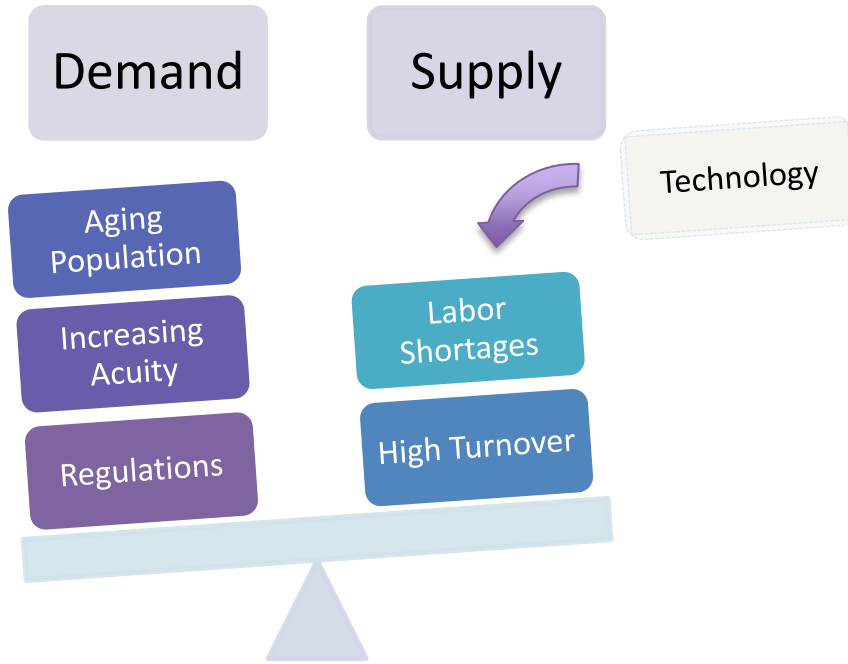 Demand
Supply
Technology
Aging
Population
Increasing
Acuity
Regulations
Labor
Shortages
High Turnover